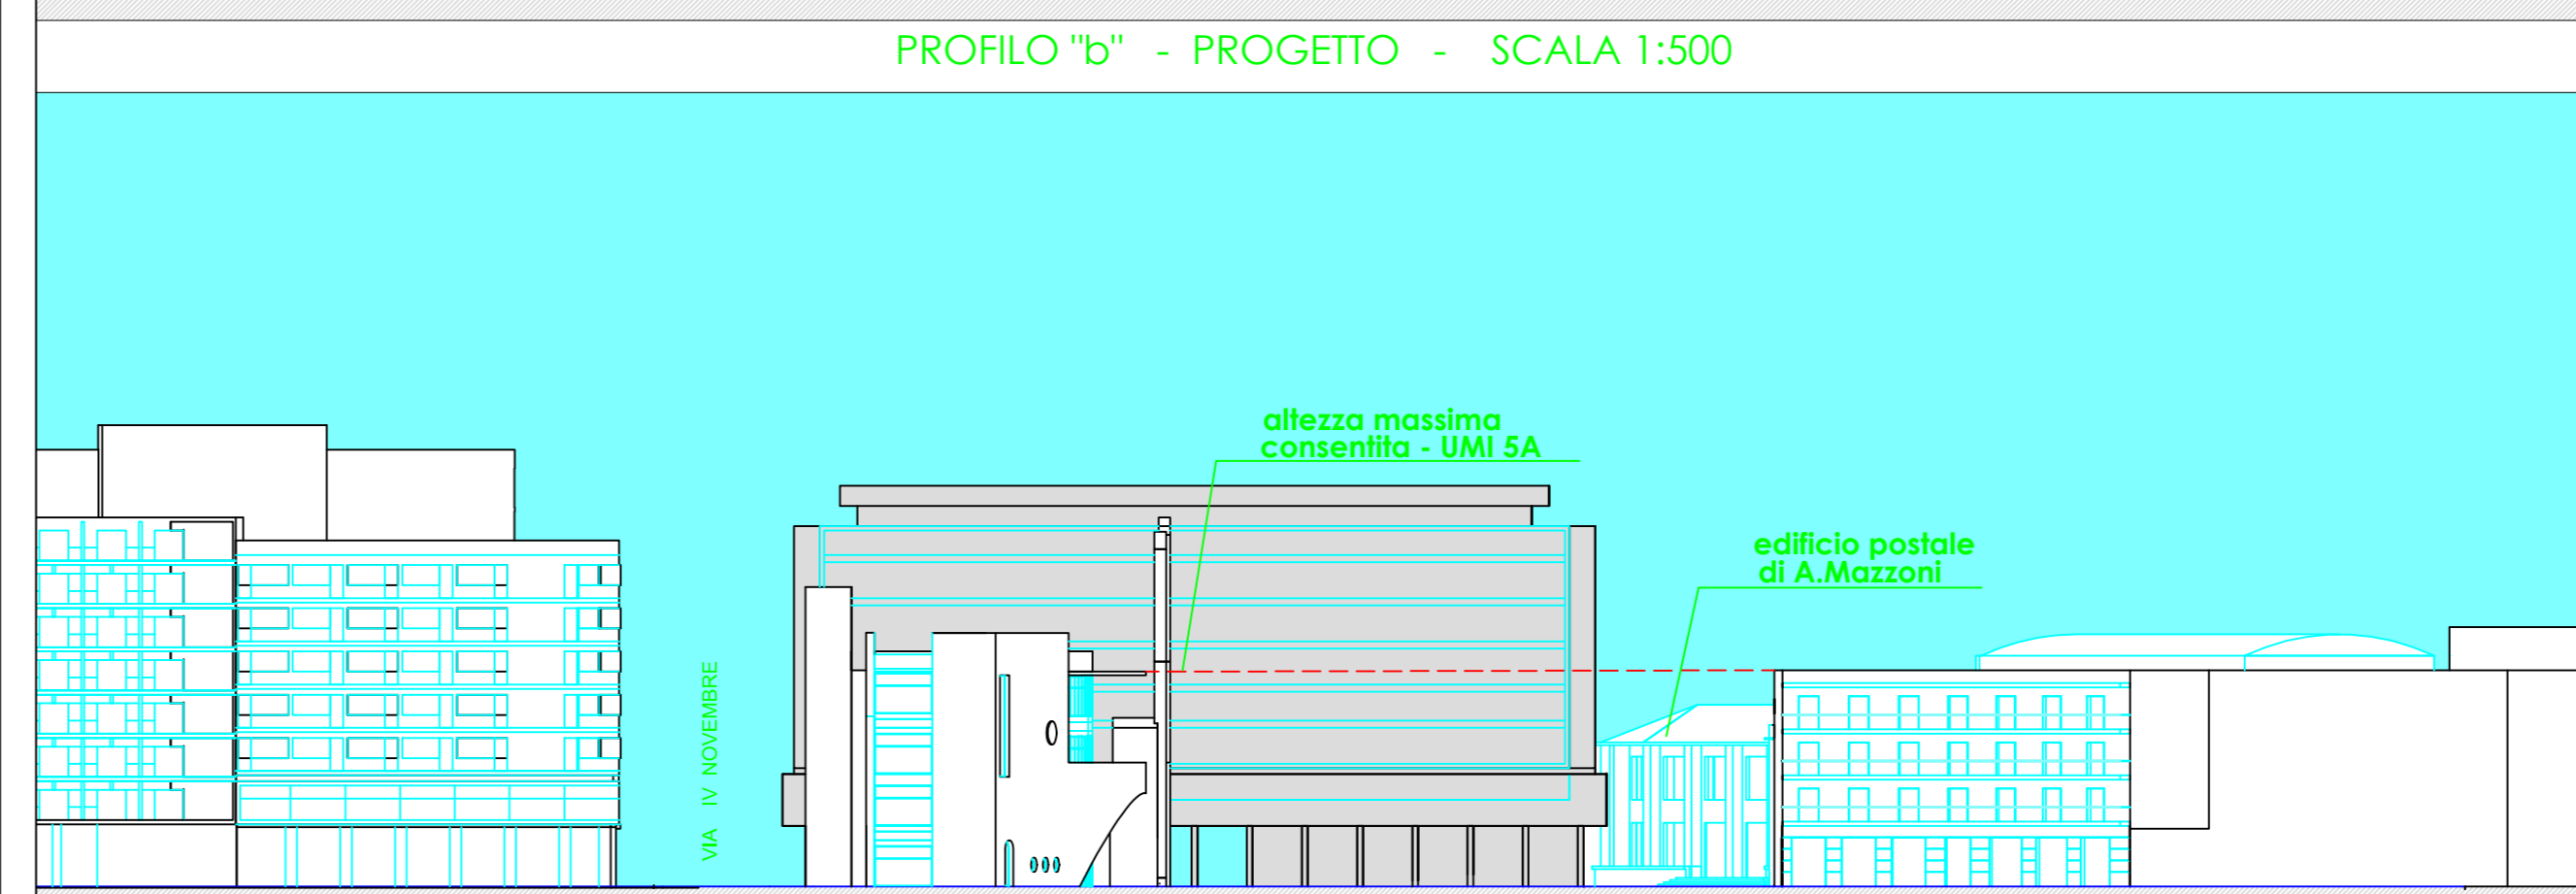 PROFILO "b" - PROGETTO - SCALA 1:500
altezza massima
consentita - UMI 5A
edificio postale
di A.Mazzoni
VIA IV NOVEMBRE